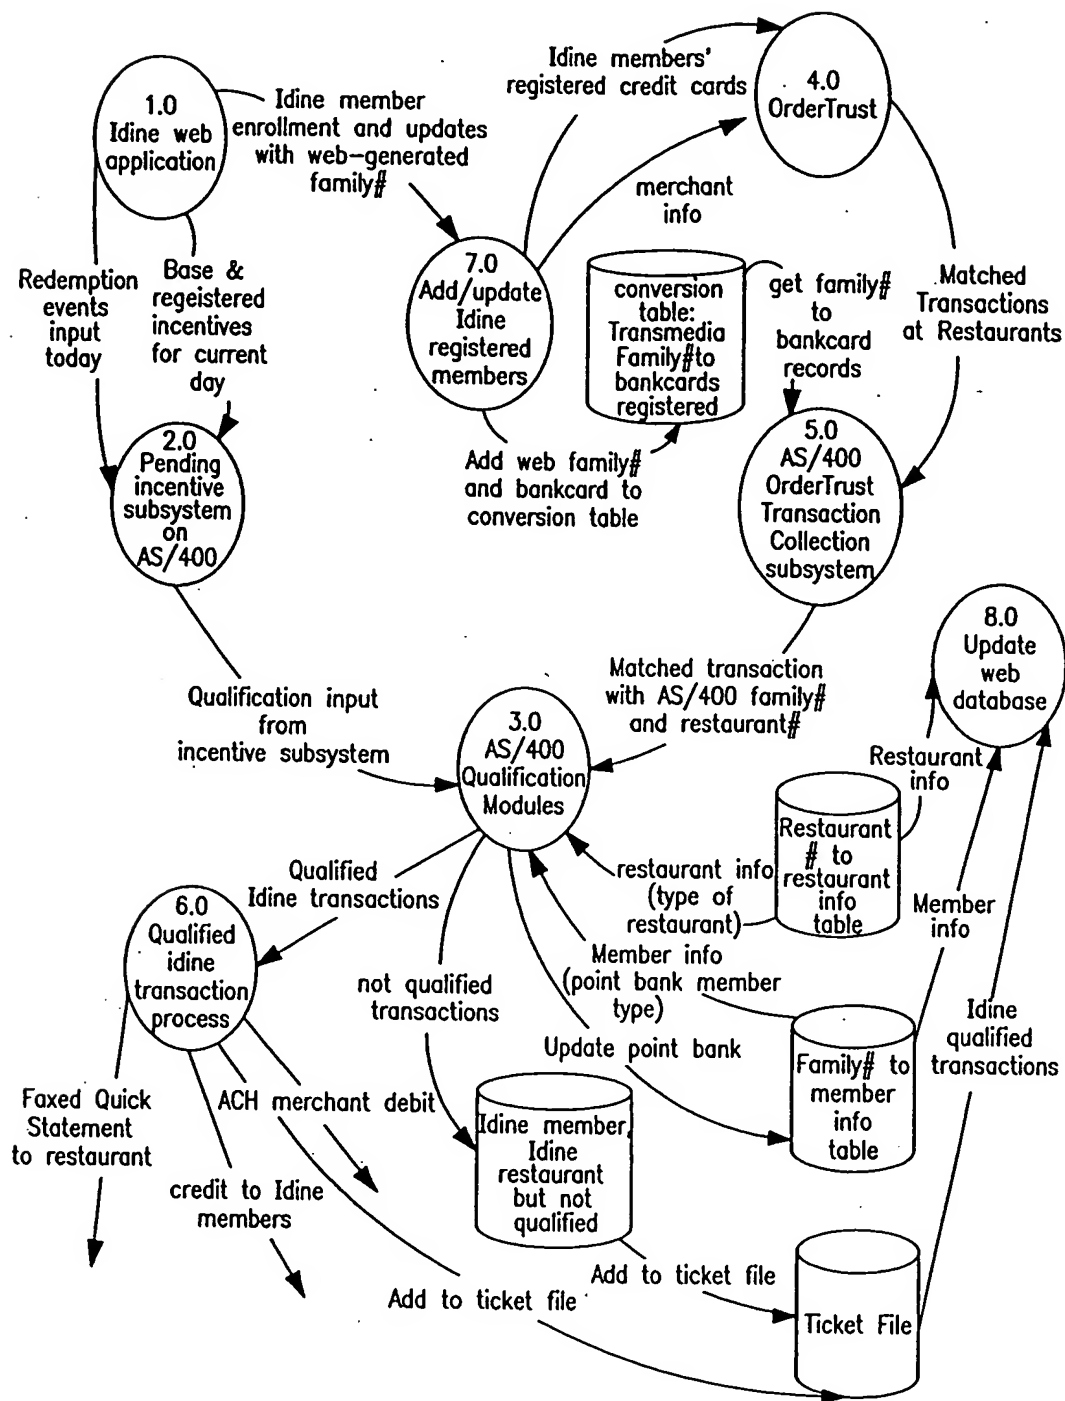 1.0
Idine web
application
Idine member
enrollment and updates
with web-generated
family#
Idine members'
registered credit cards
4.0
OrderTrust
merchant
info
Redemption
events
input
today
Base &
regeistered
incentives
for current
day
7.0
Add/update
Idine
registered
members
conversion
table:
Transmedia
Family#to
bankcards
registered
get family#
to
bankcard
records
Matched
Transactions
at Restaurants
2.0
Pending
incentive
subsystem
on
AS/400
Add web family#
and bankcard to
conversion table
5.0
AS/400
OrderTrust
Transaction
Collection
subsystem
8.0
Update
web
database
Qualification input
from
incentive subsystem
3.0
AS/400
Qualification
Modules
Matched transaction
with AS/400 family#
and restaurant#
Restaurant
info
Restaurant
# to
restaurant
info
table
restaurant info
(type of
restaurant)
Qualified
Idine transactions
6.0
Qualified
idine
transaction
process
not qualified
transactions
Member info
(point bank member
type)
Member
info
Update point bank
Family# to
member
info
table
Idine
qualified
transactions
Faxed Quick
Statement
to restaurant
ACH merchant debit
credit to Idine
members
Idine member,
Idine
restaurant
but not
qualified
Add to ticket file
Add to ticket file
Ticket File